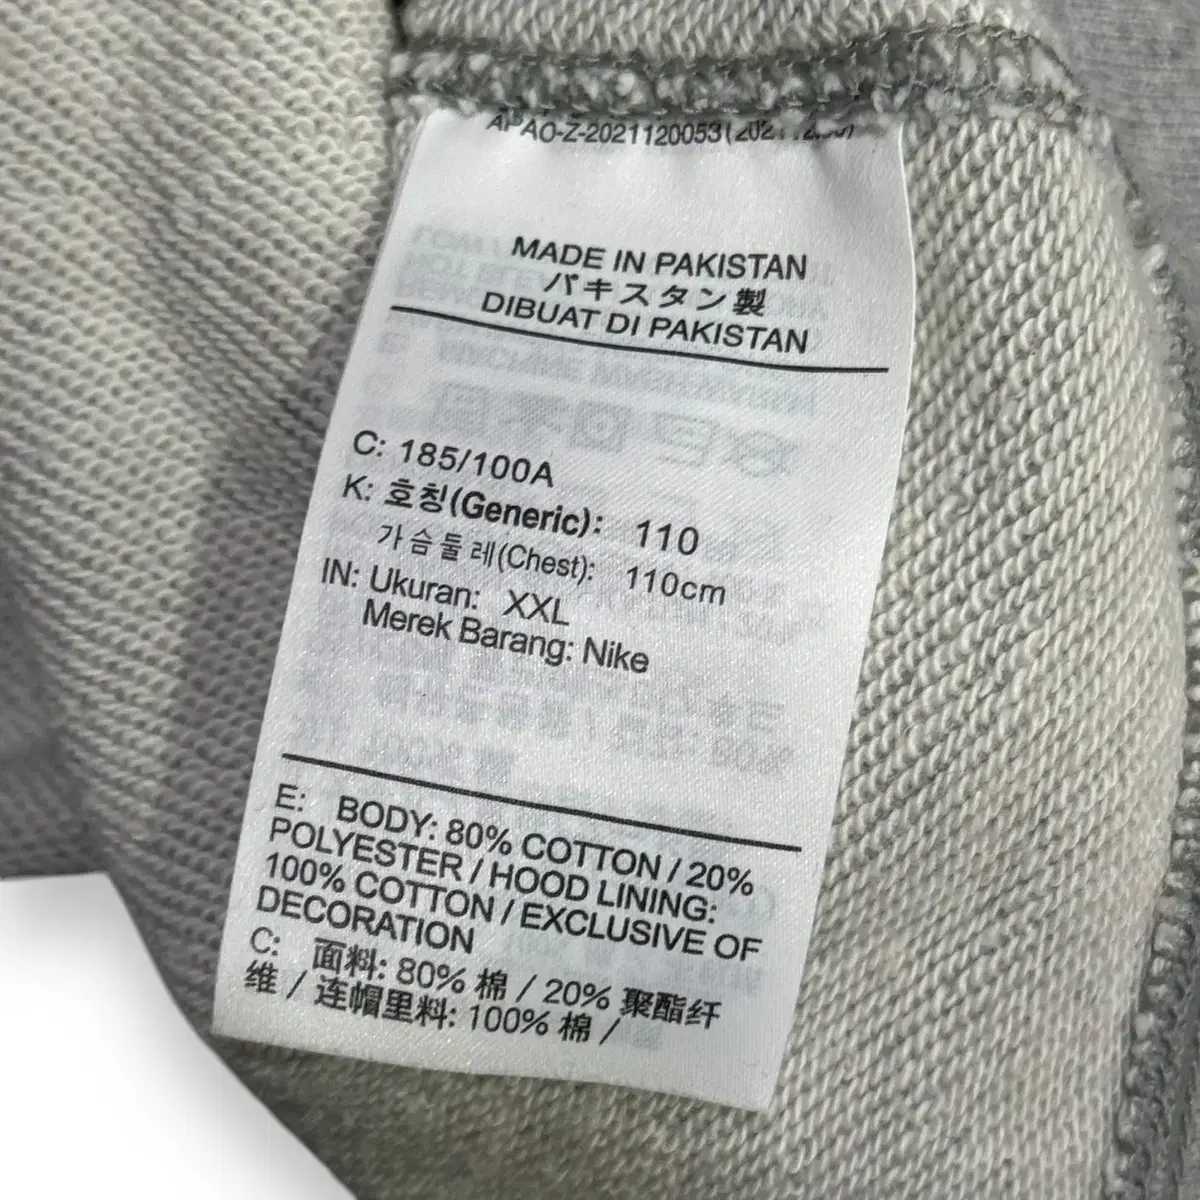 APAO-Z-2021120053
MADE IN PAKISTAN
パキスタン製
DIBUAT DI PAKISTAN
C: 185/100A
K: 호칭(Generic): 110
가슴둘레(Chest): 110cm
IN: Ukuran: XXL
Merek Barang: Nike
E: BODY: 80% COTTON / 20%
POLYESTER / HOOD LINING:
100% COTTON / EXCLUSIVE OF
DECORATION
C: 面料: 80% 棉 / 20% 聚酯纤
维 / 连帽里料: 100% 棉 /